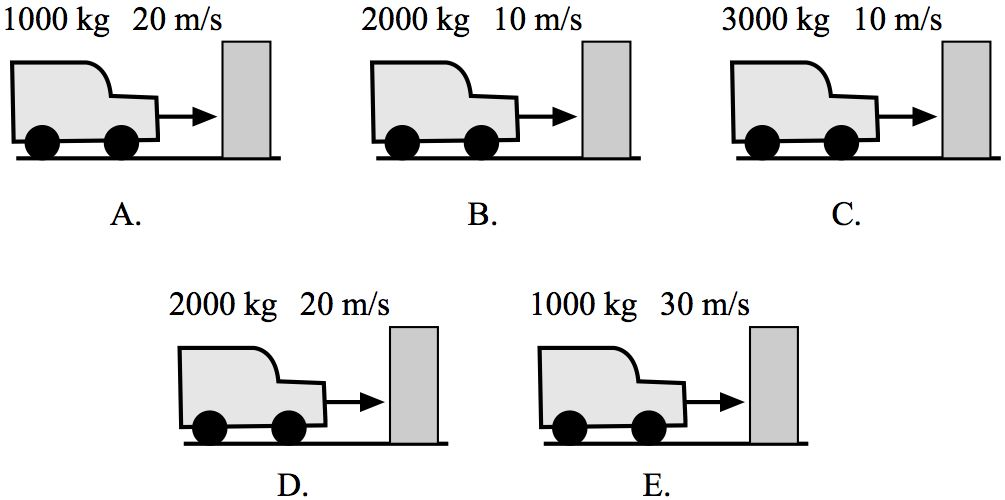 1000 kg 20 m/s
2000 kg 10 m/s
3000 kg 10 m/s
A.
B.
C.
2000 kg 20 m/s
1000 kg 30 m/s
D.
E.